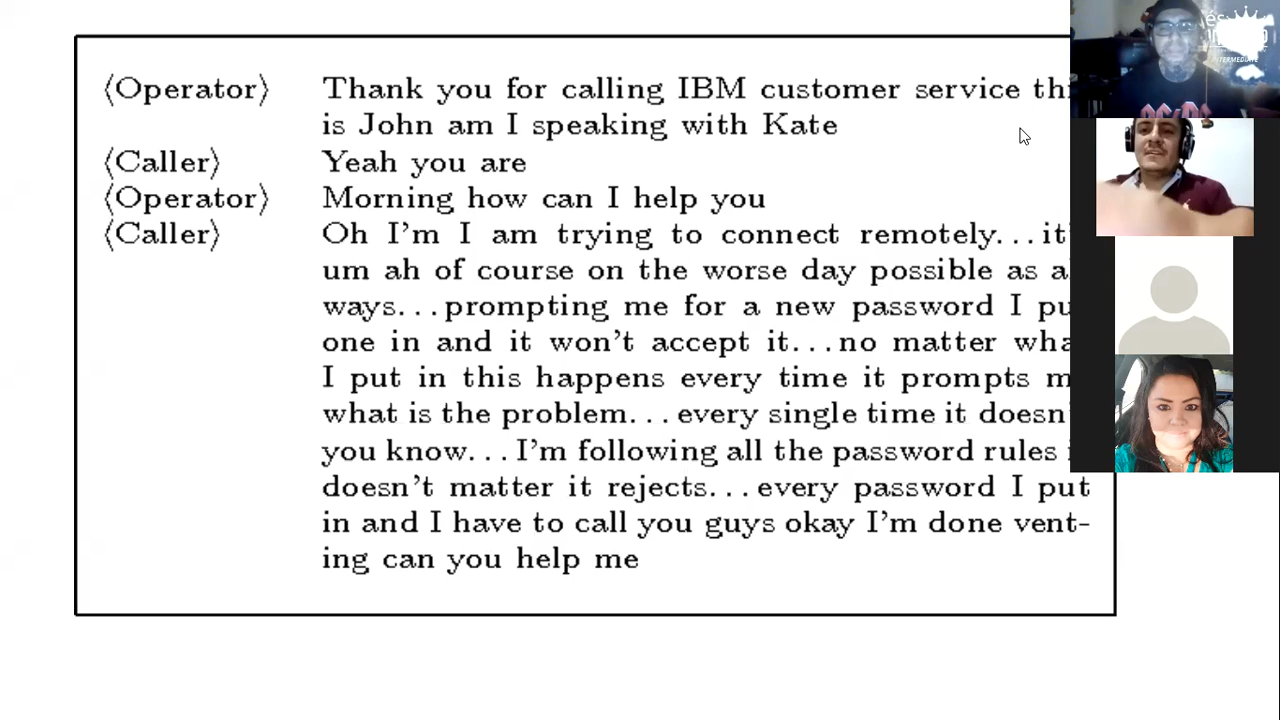 ⟨Operator⟩ Thank you for calling IBM customer service
is John am I speaking with Kate
⟨Caller⟩ Yeah you are
⟨Operator⟩ Morning how can I help you
⟨Caller⟩ Oh I'm I am trying to connect remotely...
um ah of course on the worse day possible as
ways...prompting me for a new password I
one in and it won't accept it...no matter
I put in this happens every time it prompts
what is the problem...every single time it
you know...I'm following all the password rules
doesn't matter it rejects...every password I put
in and I have to call you guys okay I'm done vent-
ing can you help me
INTERMEDIATE